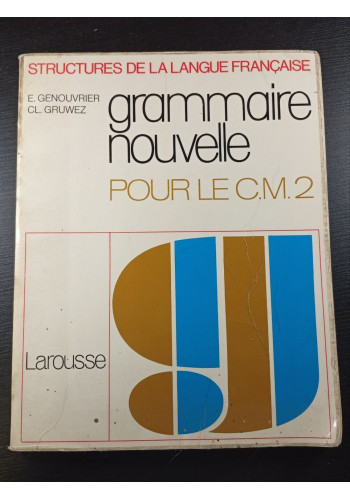 STRUCTURES DE LA LANGUE FRANÇAISE
E. GENOUVRIER
CL. GRUWEZ
grammaire
nouvelle
POUR LE C.M.2
Larousse